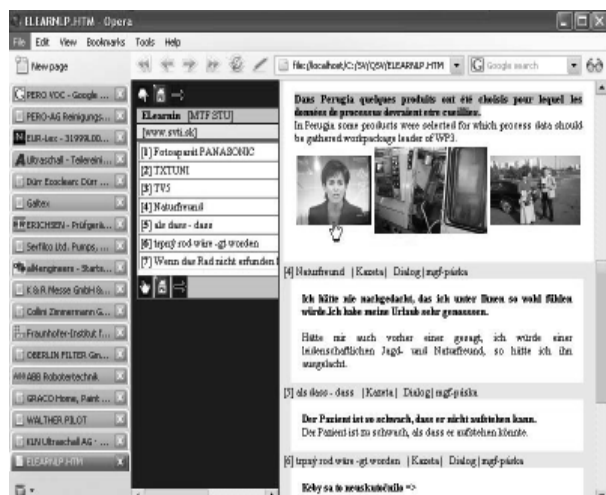 ELEARNLP.HTM - Opera
File Edit View Bookmarks Tools Help
New page
file://localhost/C:/SVI/QSV/ELEARNLP.HTM
Google search
PERO VOC - Google ...
PERO-AG Reinigungs...
EUR-Lex - 31999L00...
Ultraschall - Telereini...
Dürr Ecoclean: Dürr ...
Galtex
ERICHSEN - Prüfgerä...
Serfilco Ltd. Pumps, ...
K & R Messe GmbH &...
Collini Zimmermann G...
Fraunhofer-Institut f...
OBERLIN FILTER Gm...
ABB Robotertechnik
GRACO Home, Paint ...
WALTHER PILOT
KLN Ultraschall AG - ...
ELEARNLP.HTM
ELearnin [MTF STU]
[www.svti.sk]
[1] Fotoaparát PANASONIC
[2] TXTUNI
[3] TV5
[4] Naturfreund
[5] als dass - dass
[6] trpný rod wäre -gt worden
[7] Wenn das Rad nicht erfunden
Dans Perugia quelques produits ont été choisis pour lequel les
données de processus devraient etre cueillies.
In Perugia some products were selected for which process data should
be gathered workpackage leader of WP3.
[4] Naturfreund | Kazeta| Dialog| mgf-páska
Ich hätte nie nachgedacht, das ich unter Ihnen so wohl fühlen
würde.Ich habe meine Urlaub sehr genossen.
Hätte mir auch vorher einer gesagt, ich würde einer
leidenschaftlichen Jagd- und Naturfreund, so hätte ich ihn
ausgelacht.
[5] als dass - dass | Kazeta| Dialog| mgf-páska
Der Pazient ist so schwach, dass er nicht aufstehen kann.
Der Pazient ist zu schwach, als dess er aufstehen könnte.
[6] trpný rod wäre -gt worden | Kazeta| Dialog| mgf-páska
Keby sa to neuskutočnilo =>